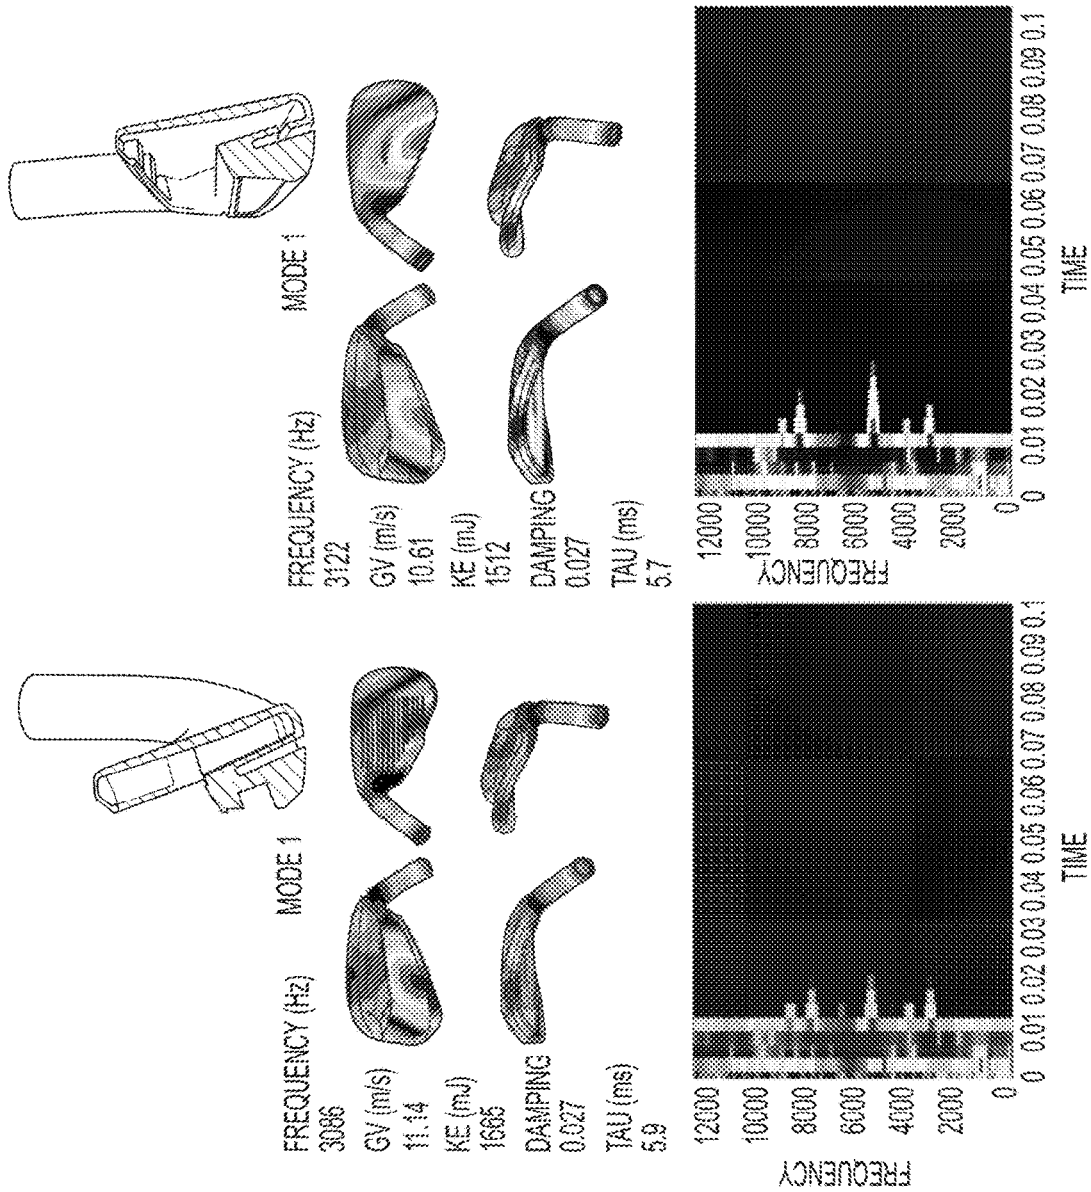 MODE 1
FREQUENCY (Hz)
3086
GV (m/s)
11.14
KE (mJ)
1665
DAMPING
0.027
TAU (ms)
5.9
FREQUENCY
12000
10000
8000
6000
4000
2000
0
0 0.01 0.02 0.03 0.04 0.05 0.06 0.07 0.08 0.09 0.1
TIME
MODE 1
FREQUENCY (Hz)
3122
GV (m/s)
10.61
KE (mJ)
1512
DAMPING
0.027
TAU (ms)
5.7
FREQUENCY
12000
10000
8000
6000
4000
2000
0
0 0.01 0.02 0.03 0.04 0.05 0.06 0.07 0.08 0.09 0.1
TIME